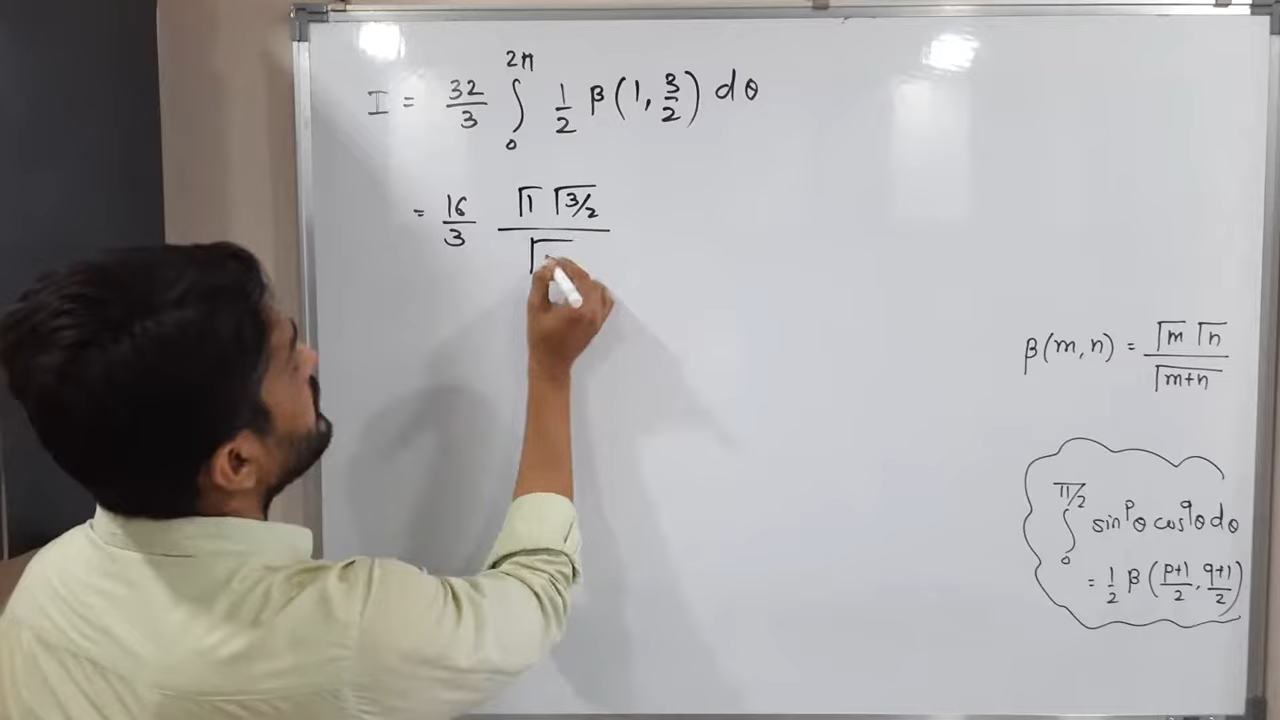 I = 32/3 ∫₀^2π 1/2 β(1, 3/2) dθ
= 16/3 (Γ1 Γ3/2) / Γ
β(m,n) = (Γm Γn) / Γm+n
∫₀^π/2 sin^p θ cos^q θ dθ
= 1/2 β(p+1/2, q+1/2)